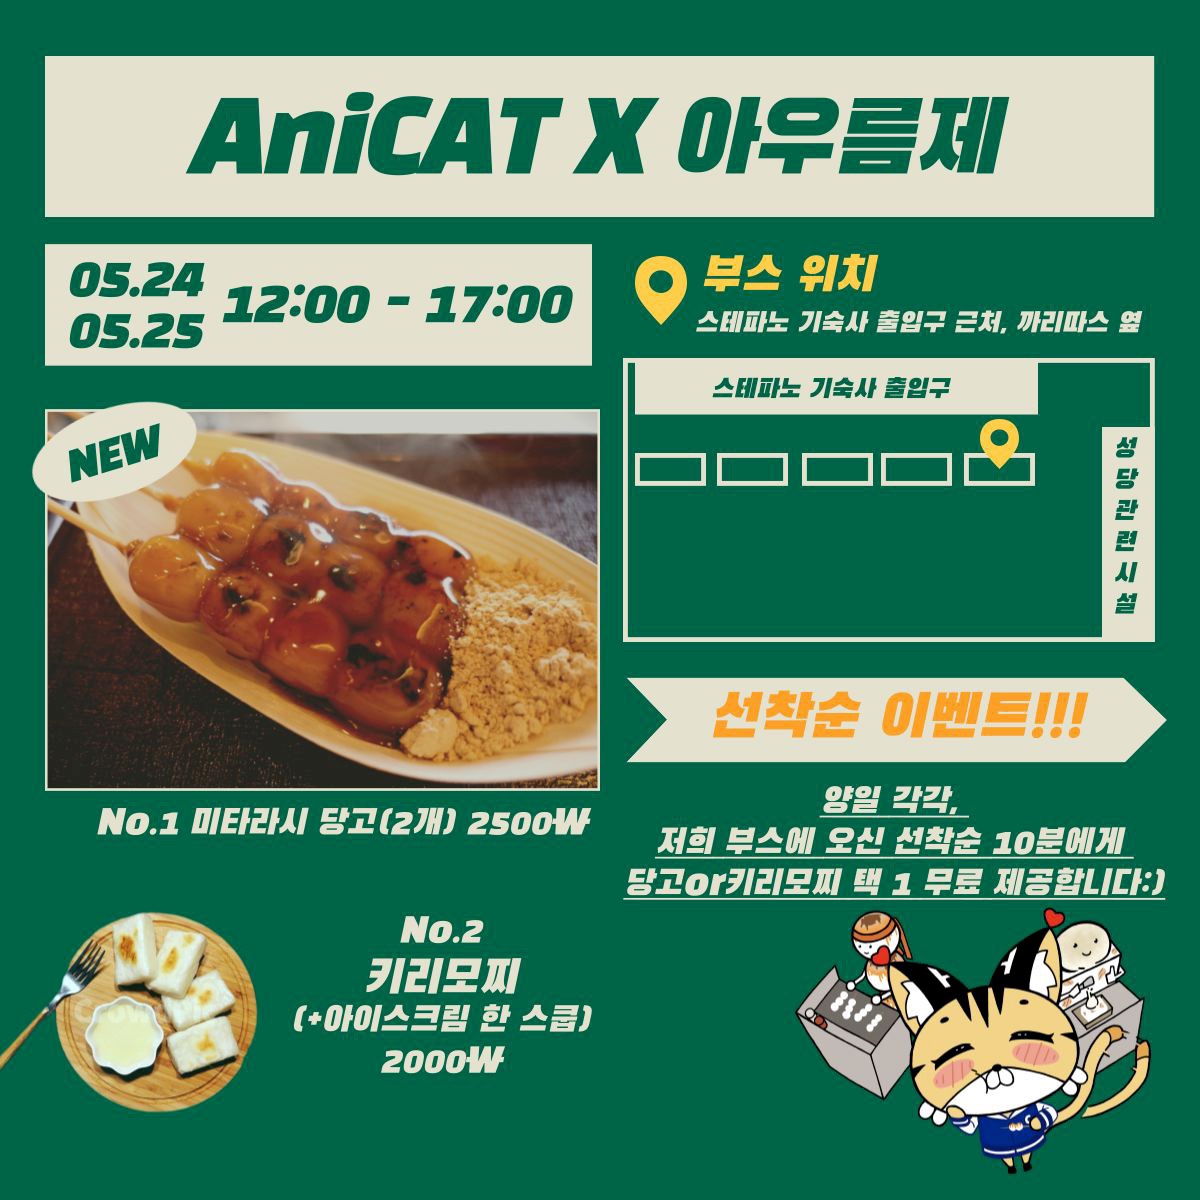 AniCAT X 아우름제
05.24
05.25
12:00 - 17:00
부스 위치
스테파노 기숙사 출입구 근처, 까리따스 옆
스테파노 기숙사 출입구
성당관련시설
NEW
No.1 미타라시 당고(2개) 2500₩
선착순 이벤트!!!
양일 각각,
저희 부스에 오신 선착순 10분에게
당고or키리모찌 택 1 무료 제공합니다:)
No.2
키리모찌
(+아이스크림 한 스쿱)
2000₩